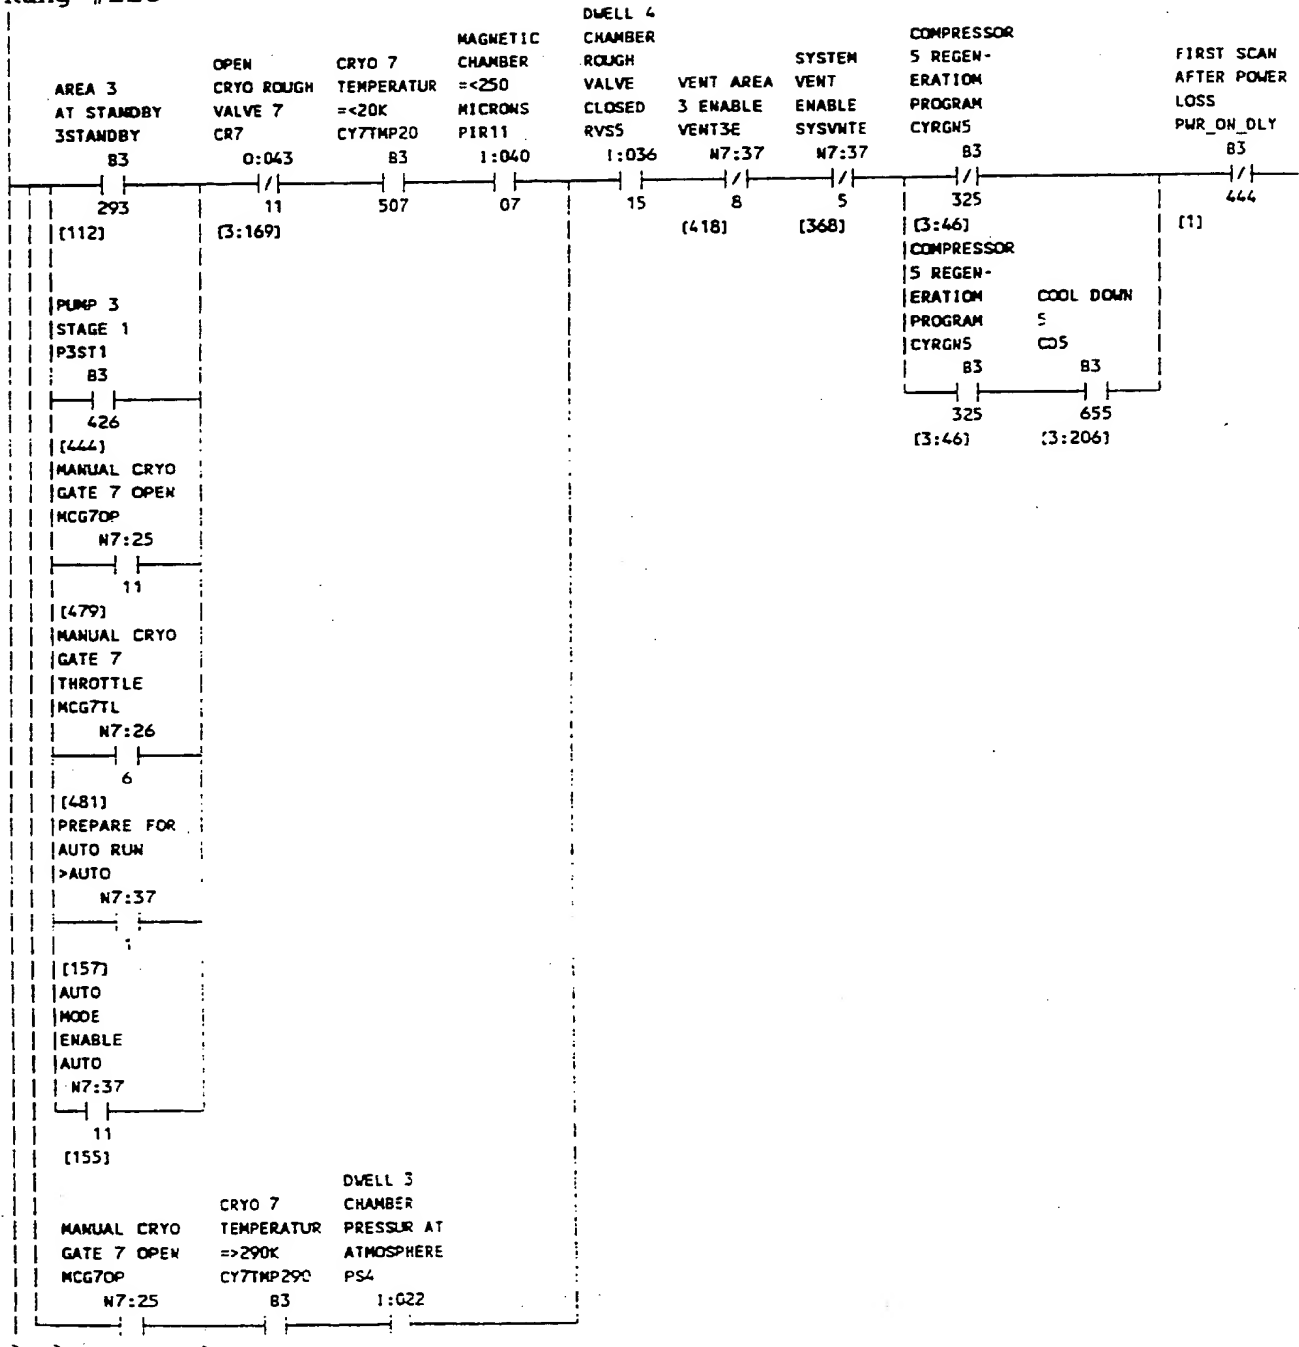 DWELL 4
MAGNETIC CHAMBER COMPRESSOR
OPEN CRYO 7 CHAMBER ROUGH SYSTEM 5 REGEN- FIRST SCAN
AREA 3 CRYO ROUGH TEMPERATUR =<250 VALVE VENT AREA VENT ERATION AFTER POWER
AT STANDBY VALVE 7 =<20K MICRONS CLOSED 3 ENABLE ENABLE PROGRAM LOSS
3STANDBY CR7 CY7TMP20 PIR11 RVS5 VENT3E SYSVNTE CYRGN5 PWR_ON_DLY
B3 O:043 B3 I:040 I:036 N7:37 N7:37 B3 B3
293 11 507 07 15 8 5 325 444
[112] [3:169] [418] [368] [3:46] [1]
COMPRESSOR
5 REGEN-
PUMP 3 ERATION COOL DOWN
STAGE 1 PROGRAM 5
P3ST1 CYRGN5 CD5
B3 B3 B3
426 325 655
[444] [3:46] [3:206]
MANUAL CRYO
GATE 7 OPEN
MCG7OP
N7:25
11
[479]
MANUAL CRYO
GATE 7
THROTTLE
MCG7TL
N7:26
6
[481]
PREPARE FOR
AUTO RUN
>AUTO
N7:37
1
[157]
AUTO
MODE
ENABLE
AUTO
N7:37
11
[155]
DWELL 3
CRYO 7 CHAMBER
MANUAL CRYO TEMPERATUR PRESSUR AT
GATE 7 OPEN =>290K ATMOSPHERE
MCG7OP CY7TMP290 PS4
N7:25 B3 I:022